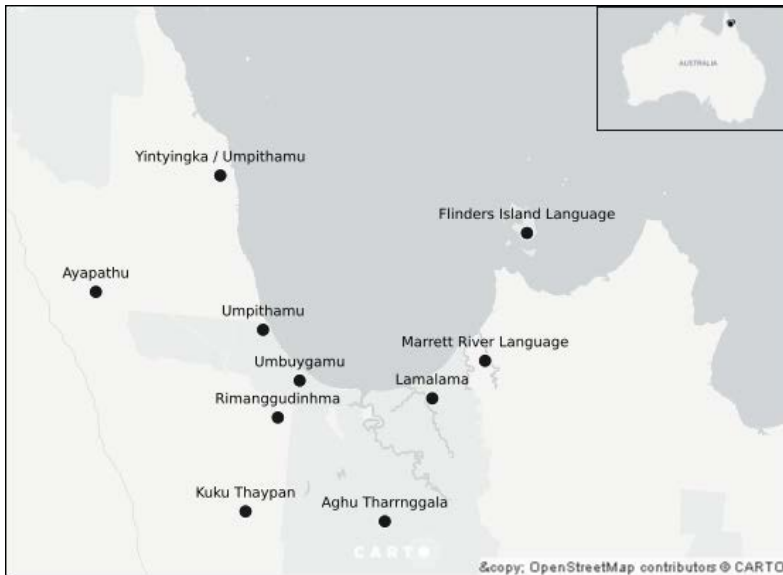 AUSTRALIA
Yintyingka / Umpithamu
Flinders Island Language
Ayapathu
Umpithamu
Marrett River Language
Umbuygamu
Lamalama
Rimanggudinhma
Kuku Thaypan
Aghu Tharrnggala
CARTO
&copy; OpenStreetMap contributors © CARTO